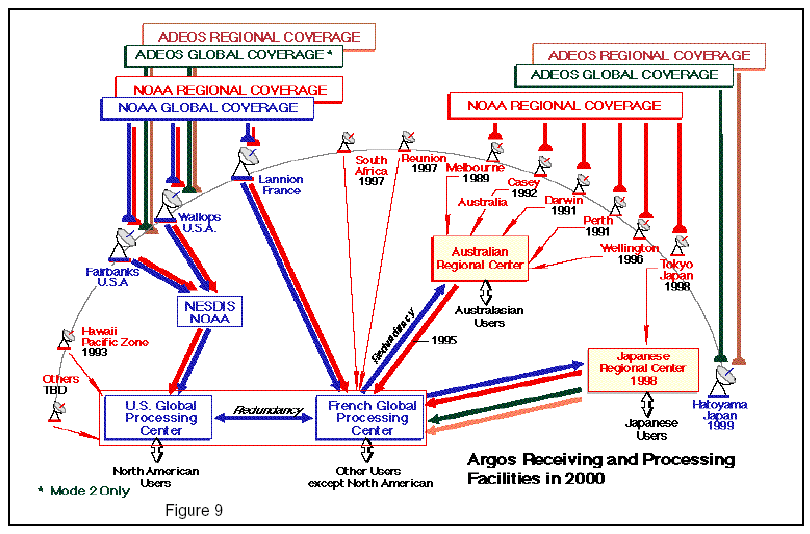 ADEOS REGIONAL COVERAGE
ADEOS GLOBAL COVERAGE *
NOAA REGIONAL COVERAGE
NOAA GLOBAL COVERAGE
ADEOS REGIONAL COVERAGE
ADEOS GLOBAL COVERAGE
NOAA REGIONAL COVERAGE
Lannion
France
South
Africa
1997
Reunion
1997
Melbourne
1989
Casey
1992
Australia
Darwin
1991
Perth
1991
Wellington
1996
Tokyo
Japan
1998
Wallops
U.S.A.
Fairbanks
U.S.A
NESDIS
NOAA
Australian
Regional Center
Australasian
Users
Redundancy
1995
Hawaii
Pacific Zone
1993
Others
TBD
U.S. Global
Processing
Center
Redundancy
French Global
Processing
Center
Japanese
Regional Center
1998
Hatoyama
Japan
1999
Japanese
Users
North American
Users
Other Users
except North American
Argos Receiving and Processing
Facilities in 2000
* Mode 2 Only
Figure 9